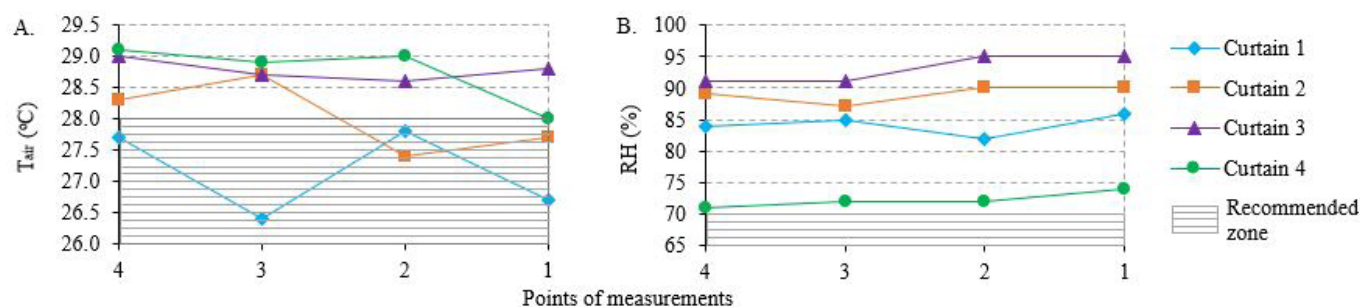 A.
29.5
29.0
28.5
28.0
27.5
27.0
26.5
26.0
Tair (°C)
4 3 2 1
B.
100
95
90
85
80
75
70
65
RH (%)
4 3 2 1
Points of measurements
Curtain 1
Curtain 2
Curtain 3
Curtain 4
Recommended
zone